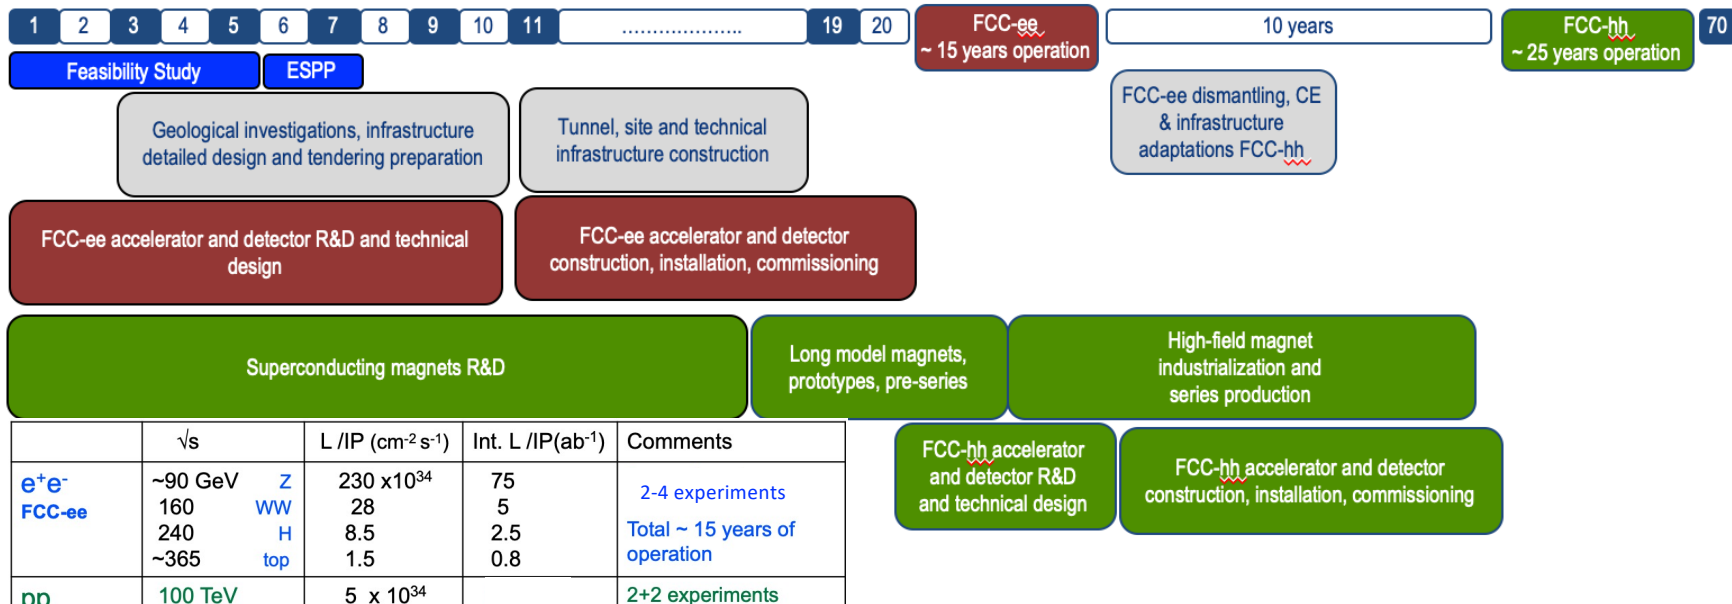 1 2 3 4 5 6 7 8 9 10 11 ...................... 19 20 FCC-ee 10 years FCC-hh 70
~ 15 years operation ~ 25 years operation
Feasibility Study ESPP
Geological investigations, infrastructure
detailed design and tendering preparation
Tunnel, site and technical
infrastructure construction
FCC-ee dismantling, CE
& infrastructure
adaptations FCC-hh
FCC-ee accelerator and detector R&D and technical
design
FCC-ee accelerator and detector
construction, installation, commissioning
Superconducting magnets R&D
Long model magnets,
prototypes, pre-series
High-field magnet
industrialization and
series production
FCC-hh accelerator
and detector R&D
and technical design
FCC-hh accelerator and detector
construction, installation, commissioning
√s L /IP (cm⁻² s⁻¹) Int. L /IP(ab⁻¹) Comments
e⁺e⁻
FCC-ee
~90 GeV Z 230 x10³⁴ 75
160 WW 28 5
240 H 8.5 2.5
~365 top 1.5 0.8
2-4 experiments
Total ~ 15 years of
operation
pp 100 TeV 5 x 10³⁴ 2+2 experiments